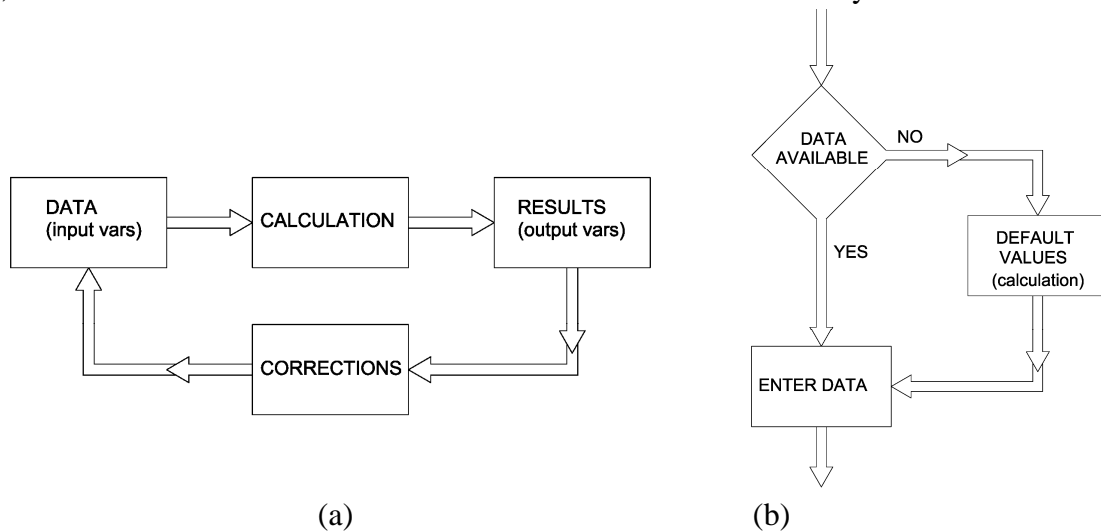 DATA
(input vars)
CALCULATION
RESULTS
(output vars)
CORRECTIONS
(a)
DATA
AVAILABLE
NO
YES
DEFAULT
VALUES
(calculation)
ENTER DATA
(b)